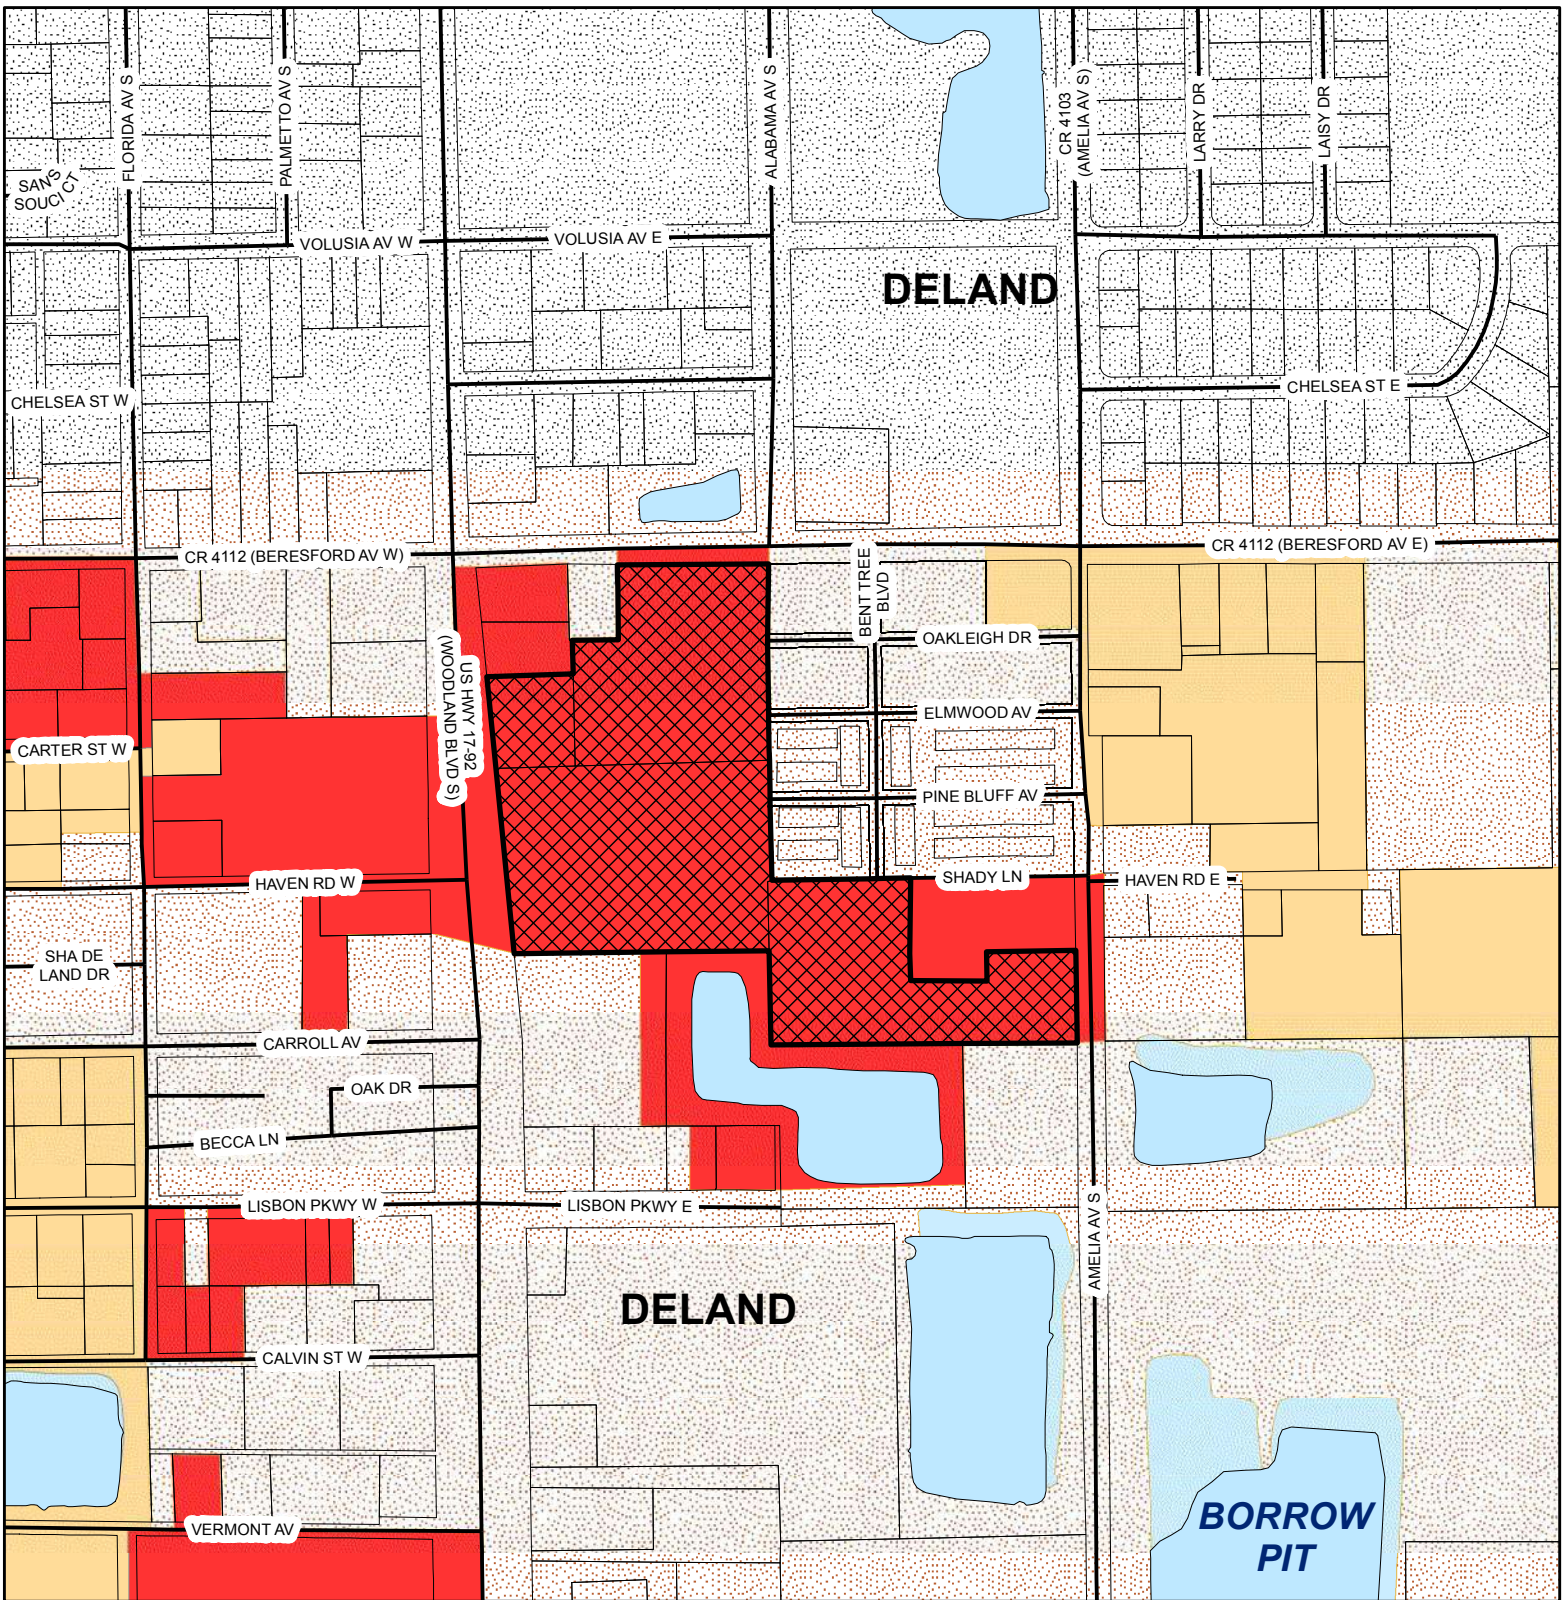 FLORIDA AV S
PALMETTO AV S
ALABAMA AV S
CR 4103
(AMELIA AV S)
LARRY DR
LAISY DR
SANS
SOUCI CT
VOLUSIA AV W
VOLUSIA AV E
DELAND
CHELSEA ST W
CHELSEA ST E
CR 4112 (BERESFORD AV W)
CR 4112 (BERESFORD AV E)
BENT TREE
BLVD
OAKLEIGH DR
US HWY 17-92
(WOODLAND BLVD S)
ELMWOOD AV
CARTER ST W
PINE BLUFF AV
HAVEN RD W
SHADY LN
HAVEN RD E
SHA DE
LAND DR
CARROLL AV
OAK DR
BECCA LN
LISBON PKWY W
LISBON PKWY E
AMELIA AV S
DELAND
CALVIN ST W
VERMONT AV
BORROW
PIT